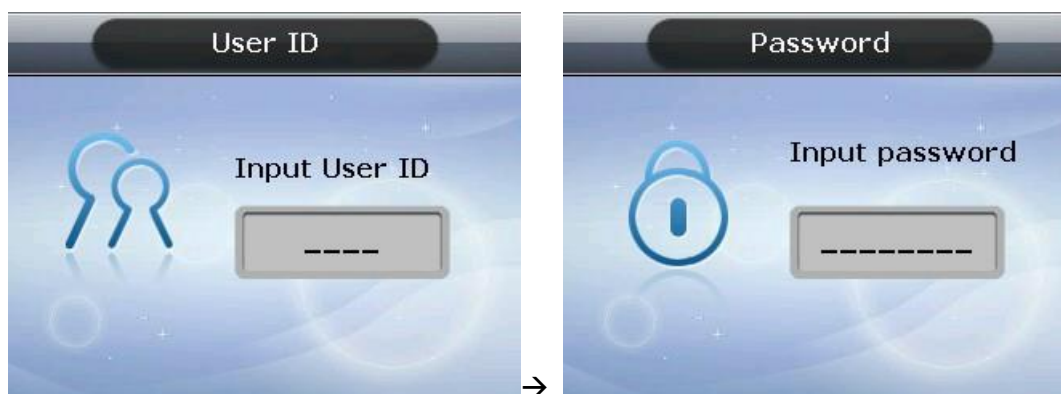 User ID
Input User ID
----
→
Password
Input password
--------